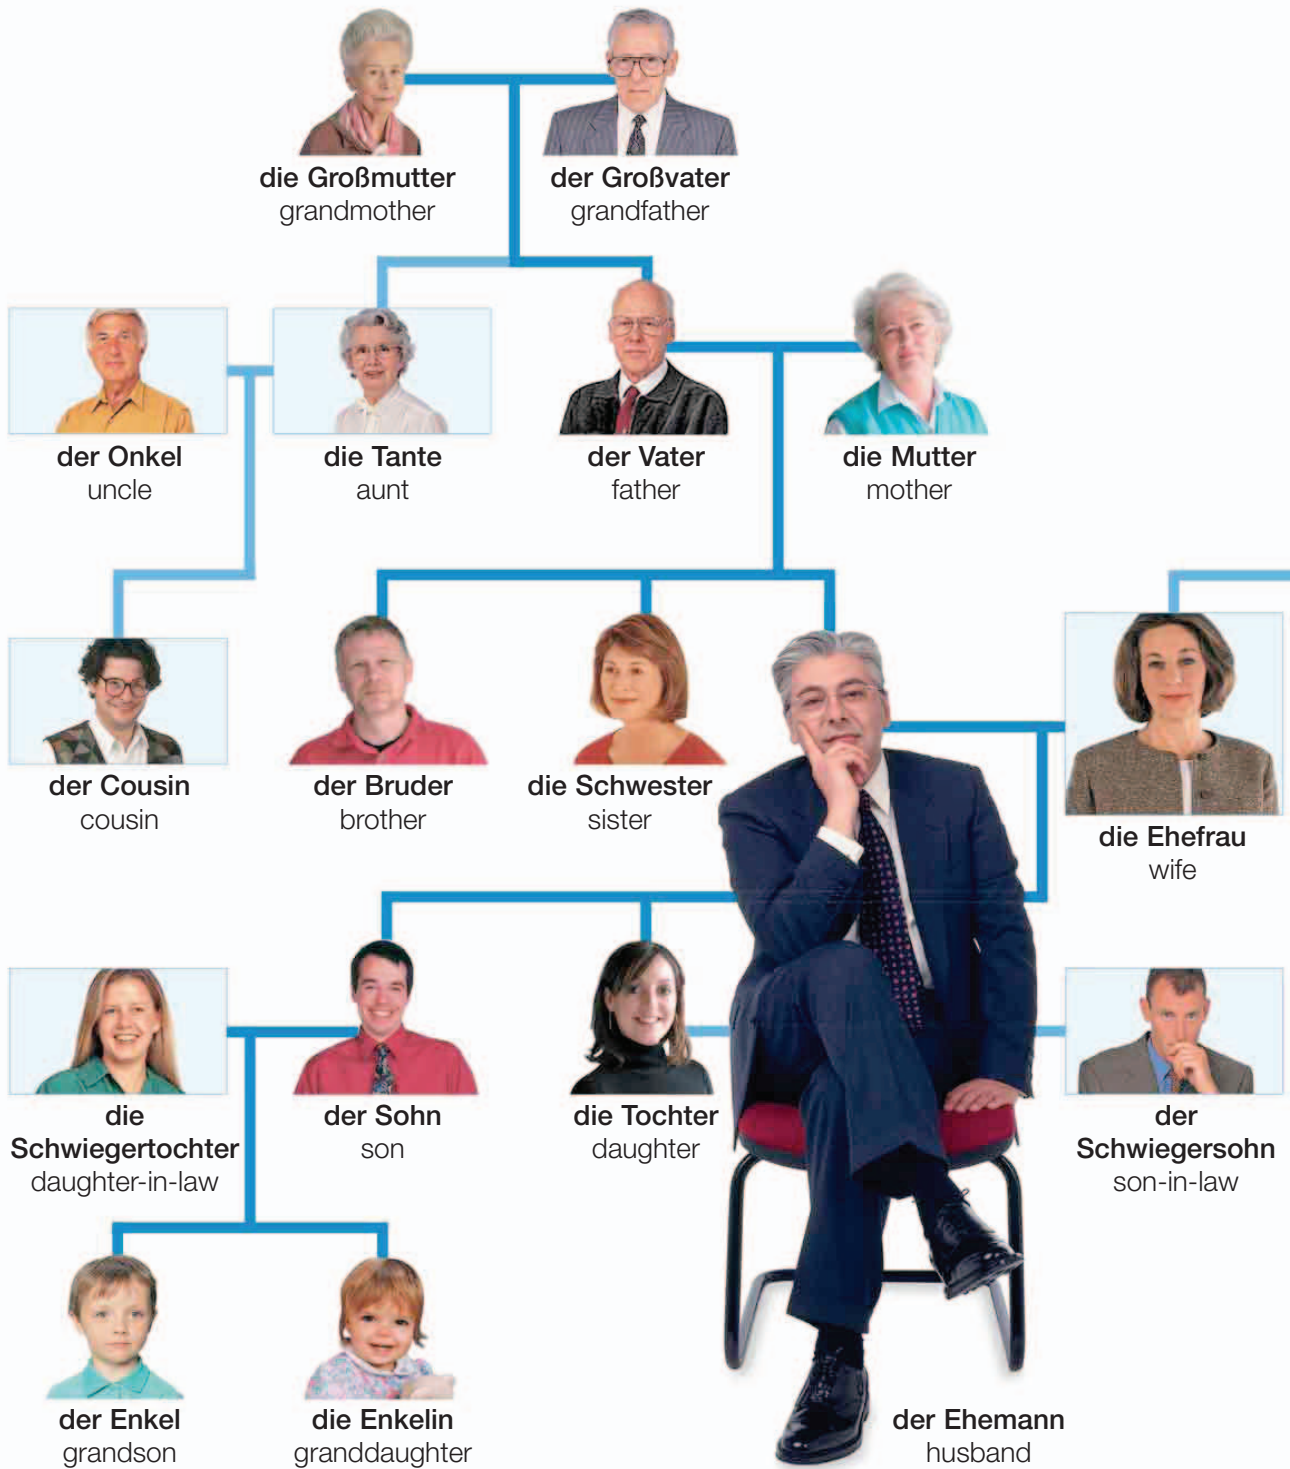 die Großmutter
grandmother
der Großvater
grandfather
der Onkel
uncle
die Tante
aunt
der Vater
father
die Mutter
mother
der Cousin
cousin
der Bruder
brother
die Schwester
sister
die Ehefrau
wife
die
Schwiegertochter
daughter-in-law
der Sohn
son
die Tochter
daughter
der
Schwiegersohn
son-in-law
der Enkel
grandson
die Enkelin
granddaughter
der Ehemann
husband